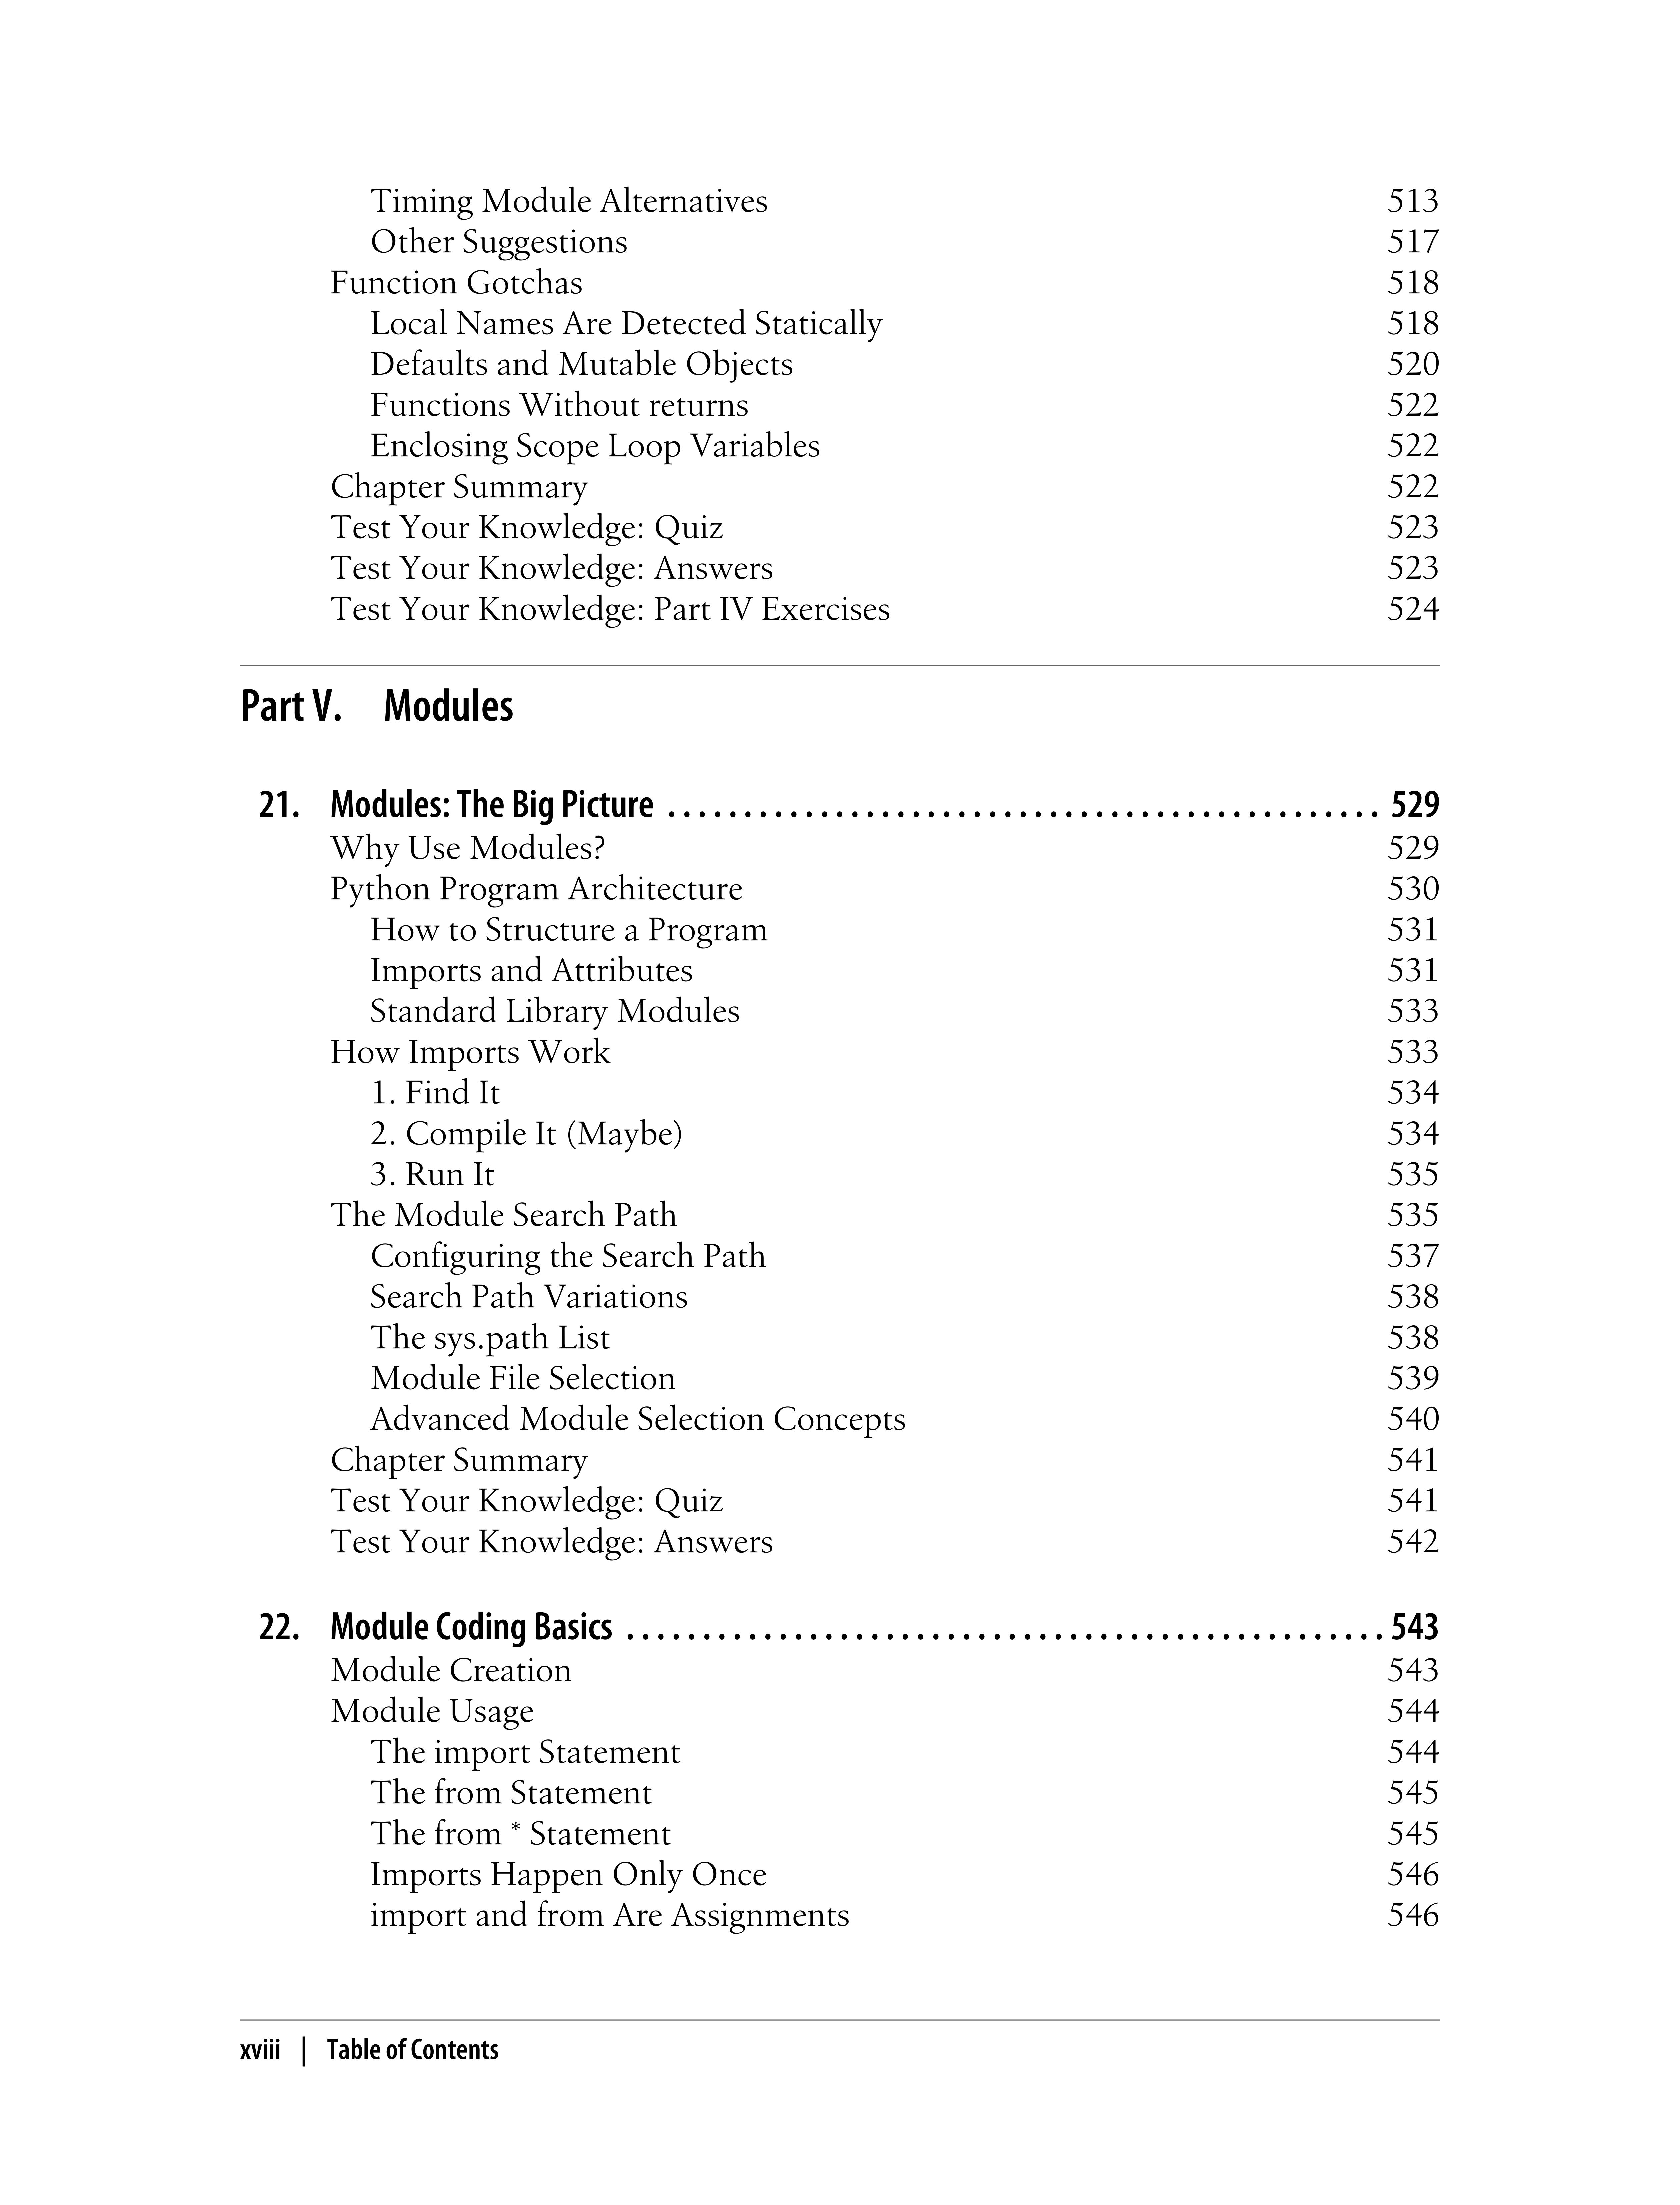 Timing Module Alternatives 513
Other Suggestions 517
Function Gotchas 518
Local Names Are Detected Statically 518
Defaults and Mutable Objects 520
Functions Without returns 522
Enclosing Scope Loop Variables 522
Chapter Summary 522
Test Your Knowledge: Quiz 523
Test Your Knowledge: Answers 523
Test Your Knowledge: Part IV Exercises 524
Part V. Modules
21. Modules: The Big Picture . . . . . . . . . . . . . . . . . . . . . . . . . . . . . . . . . . . . . . . . . . . . . . . 529
Why Use Modules? 529
Python Program Architecture 530
How to Structure a Program 531
Imports and Attributes 531
Standard Library Modules 533
How Imports Work 533
1. Find It 534
2. Compile It (Maybe) 534
3. Run It 535
The Module Search Path 535
Configuring the Search Path 537
Search Path Variations 538
The sys.path List 538
Module File Selection 539
Advanced Module Selection Concepts 540
Chapter Summary 541
Test Your Knowledge: Quiz 541
Test Your Knowledge: Answers 542
22. Module Coding Basics . . . . . . . . . . . . . . . . . . . . . . . . . . . . . . . . . . . . . . . . . . . . . . . . . . 543
Module Creation 543
Module Usage 544
The import Statement 544
The from Statement 545
The from * Statement 545
Imports Happen Only Once 546
import and from Are Assignments 546
xviii | Table of Contents